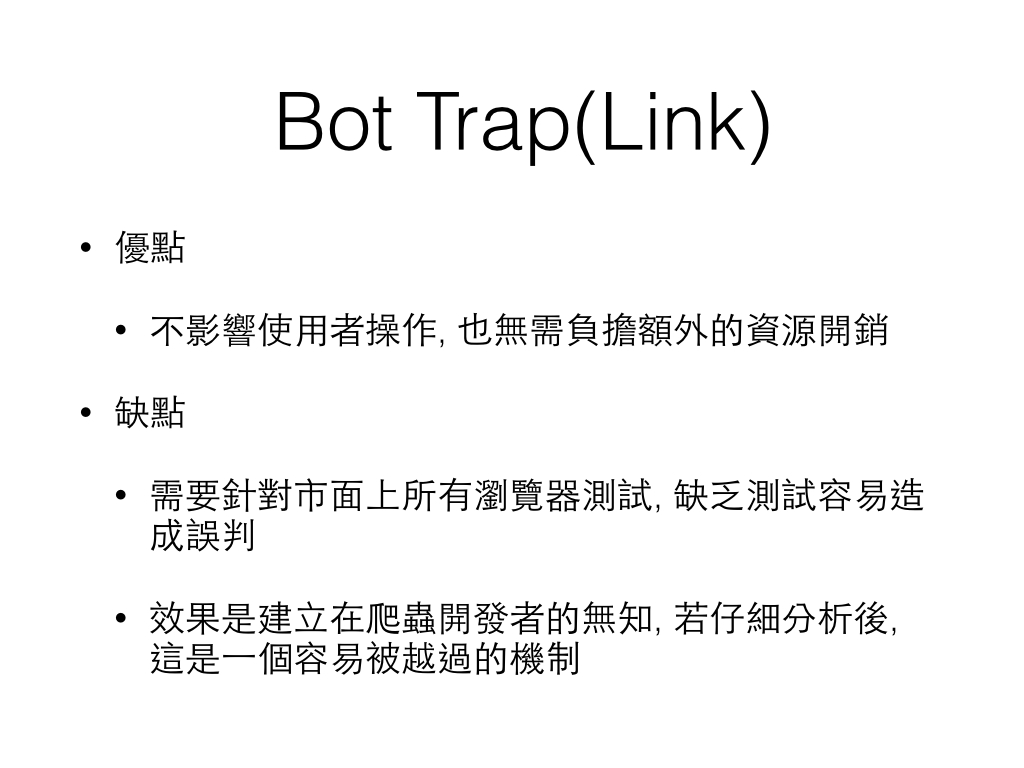 Bot Trap(Link)
• 優點
• 不影響使用者操作, 也無需負擔額外的資源開銷
• 缺點
• 需要針對市面上所有瀏覽器測試, 缺乏測試容易造
成誤判
• 效果是建立在爬蟲開發者的無知, 若仔細分析後,
這是一個容易被越過的機制